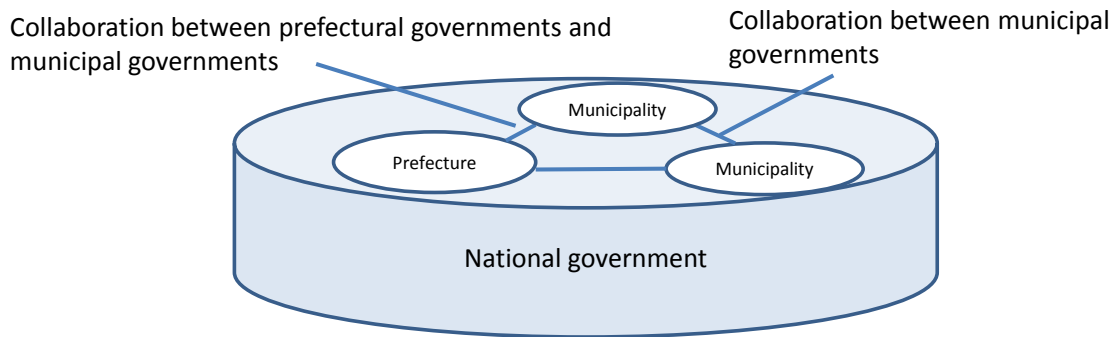 Collaboration between prefectural governments and
municipal governments
Collaboration between municipal
governments
Municipality
Prefecture
Municipality
National government